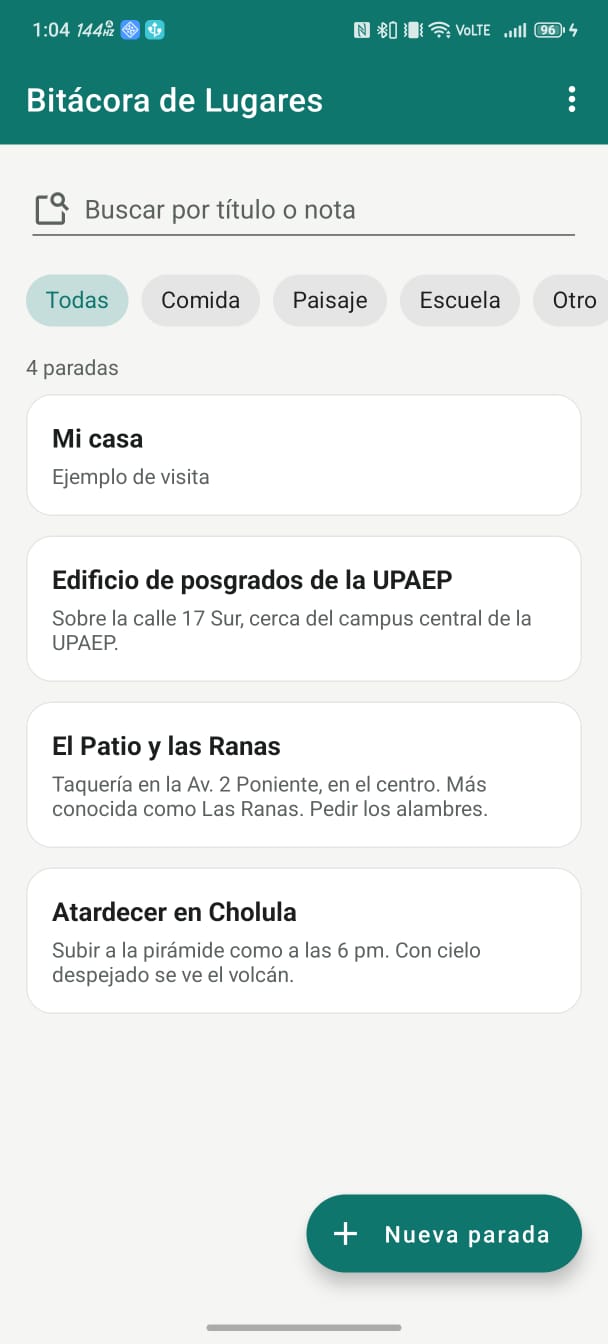 1:04 144Hz VoLTE 96
Bitácora de Lugares
Buscar por título o nota
Todas Comida Paisaje Escuela Otro
4 paradas
Mi casa
Ejemplo de visita
Edificio de posgrados de la UPAEP
Sobre la calle 17 Sur, cerca del campus central de la
UPAEP.
El Patio y las Ranas
Taquería en la Av. 2 Poniente, en el centro. Más
conocida como Las Ranas. Pedir los alambres.
Atardecer en Cholula
Subir a la pirámide como a las 6 pm. Con cielo
despejado se ve el volcán.
+ Nueva parada